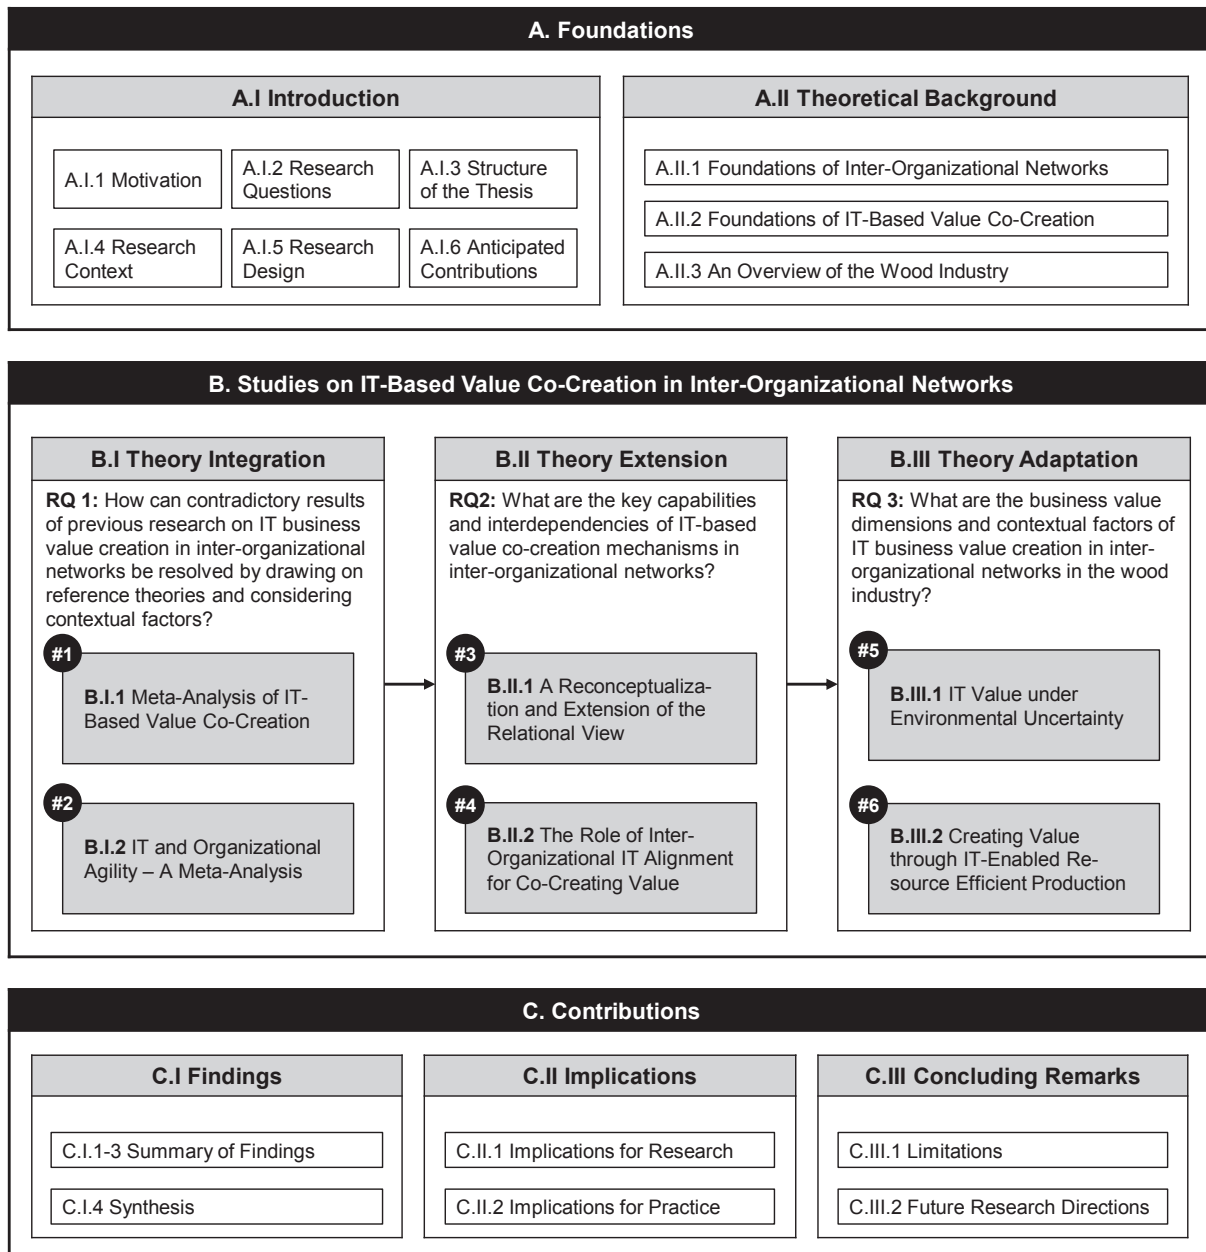 A. Foundations
A.I Introduction
A.I.1 Motivation
A.I.2 Research
Questions
A.I.3 Structure
of the Thesis
A.I.4 Research
Context
A.I.5 Research
Design
A.I.6 Anticipated
Contributions
A.II Theoretical Background
A.II.1 Foundations of Inter-Organizational Networks
A.II.2 Foundations of IT-Based Value Co-Creation
A.II.3 An Overview of the Wood Industry
B. Studies on IT-Based Value Co-Creation in Inter-Organizational Networks
B.I Theory Integration
RQ 1: How can contradictory results
of previous research on IT business
value creation in inter-organizational
networks be resolved by drawing on
reference theories and considering
contextual factors?
#1
B.I.1 Meta-Analysis of IT-
Based Value Co-Creation
#2
B.I.2 IT and Organizational
Agility – A Meta-Analysis
B.II Theory Extension
RQ2: What are the key capabilities
and interdependencies of IT-based
value co-creation mechanisms in
inter-organizational networks?
#3
B.II.1 A Reconceptualiza-
tion and Extension of the
Relational View
#4
B.II.2 The Role of Inter-
Organizational IT Alignment
for Co-Creating Value
B.III Theory Adaptation
RQ 3: What are the business value
dimensions and contextual factors of
IT business value creation in inter-
organizational networks in the wood
industry?
#5
B.III.1 IT Value under
Environmental Uncertainty
#6
B.III.2 Creating Value
through IT-Enabled Re-
source Efficient Production
C. Contributions
C.I Findings
C.I.1-3 Summary of Findings
C.I.4 Synthesis
C.II Implications
C.II.1 Implications for Research
C.II.2 Implications for Practice
C.III Concluding Remarks
C.III.1 Limitations
C.III.2 Future Research Directions